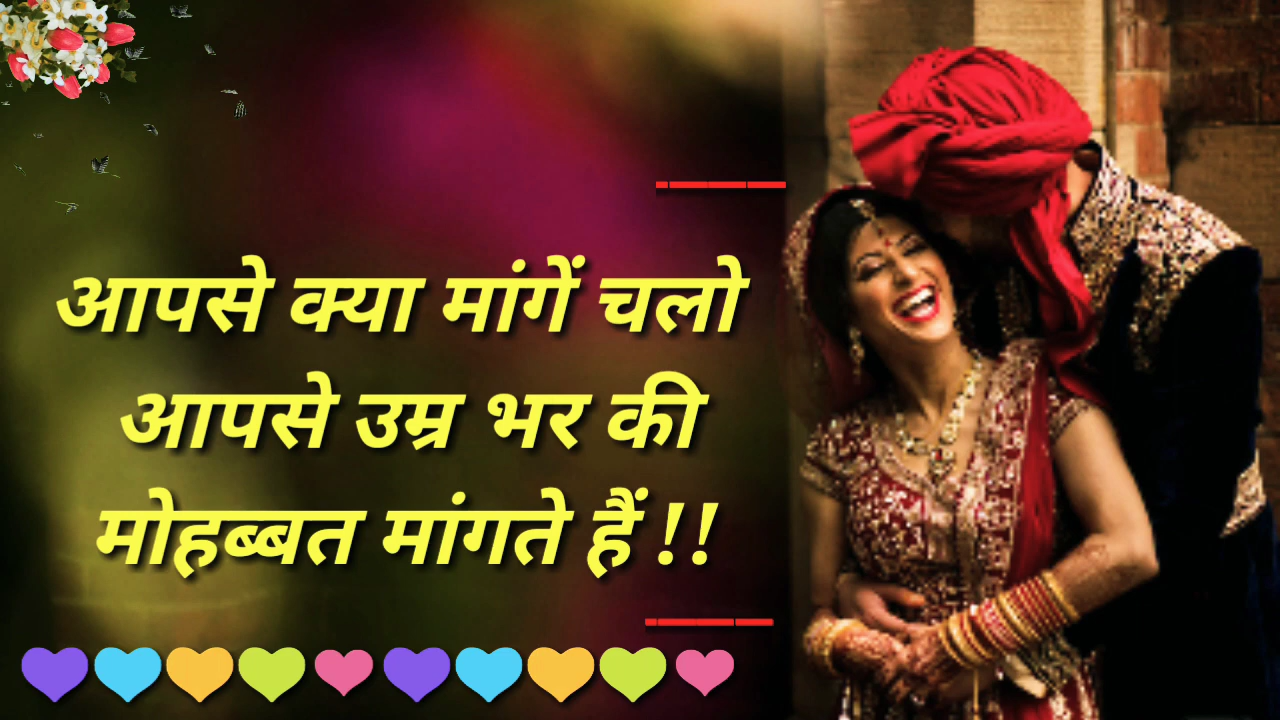 आपसे क्या मांगें चलो
आपसे उम्र भर की
मोहब्बत मांगते हैं !!